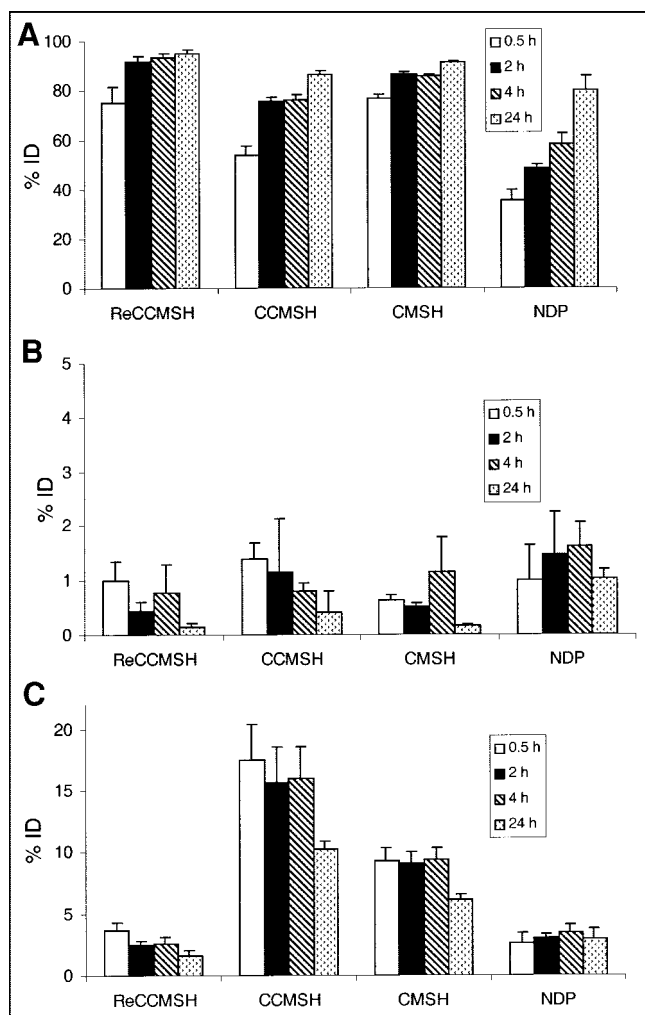 A
% ID
100
80
60
40
20
0
0.5 h
2 h
4 h
24 h
ReCCMSH CCMSH CMSH NDP
B
% ID
5
4
3
2
1
0
0.5 h
2 h
4 h
24 h
ReCCMSH CCMSH CMSH NDP
C
% ID
20
15
10
5
0
0.5 h
2 h
4 h
24 h
ReCCMSH CCMSH CMSH NDP